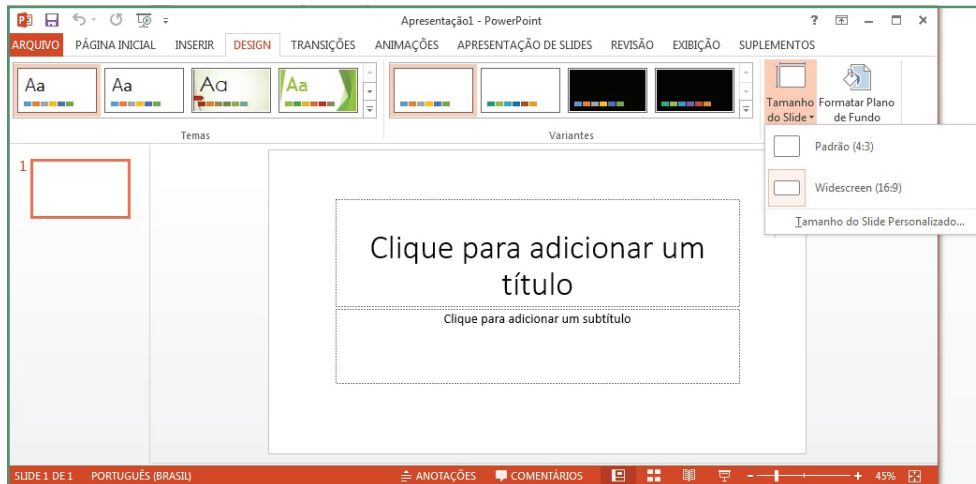 Apresentação1 - PowerPoint
ARQUIVO PÁGINA INICIAL INSERIR DESIGN TRANSIÇÕES ANIMAÇÕES APRESENTAÇÃO DE SLIDES REVISÃO EXIBIÇÃO SUPLEMENTOS
Aa Aa Aa Aa
Tamanho do Slide
Formatar Plano de Fundo
Temas Variantes
Padrão (4:3)
Widescreen (16:9)
Tamanho do Slide Personalizado...
1
Clique para adicionar um
título
Clique para adicionar um subtítulo
SLIDE 1 DE 1 PORTUGUÊS (BRASIL) ANOTAÇÕES COMENTÁRIOS 45%